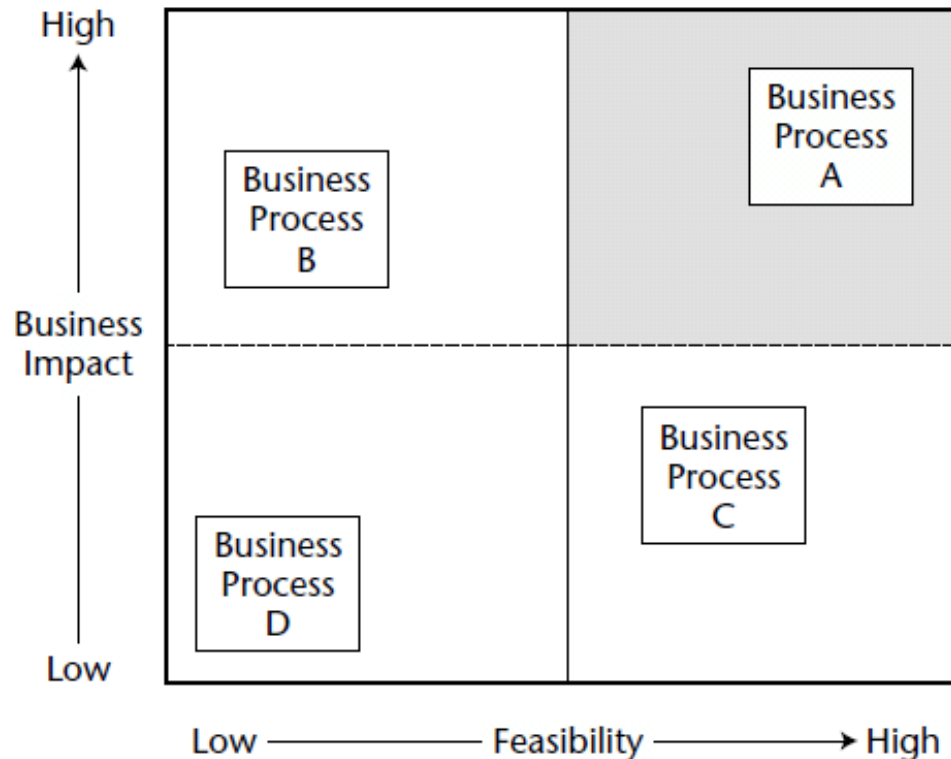 High
Business
Process
A
Business
Process
B
Business
Impact
Business
Process
C
Business
Process
D
Low
Low
Feasibility
High